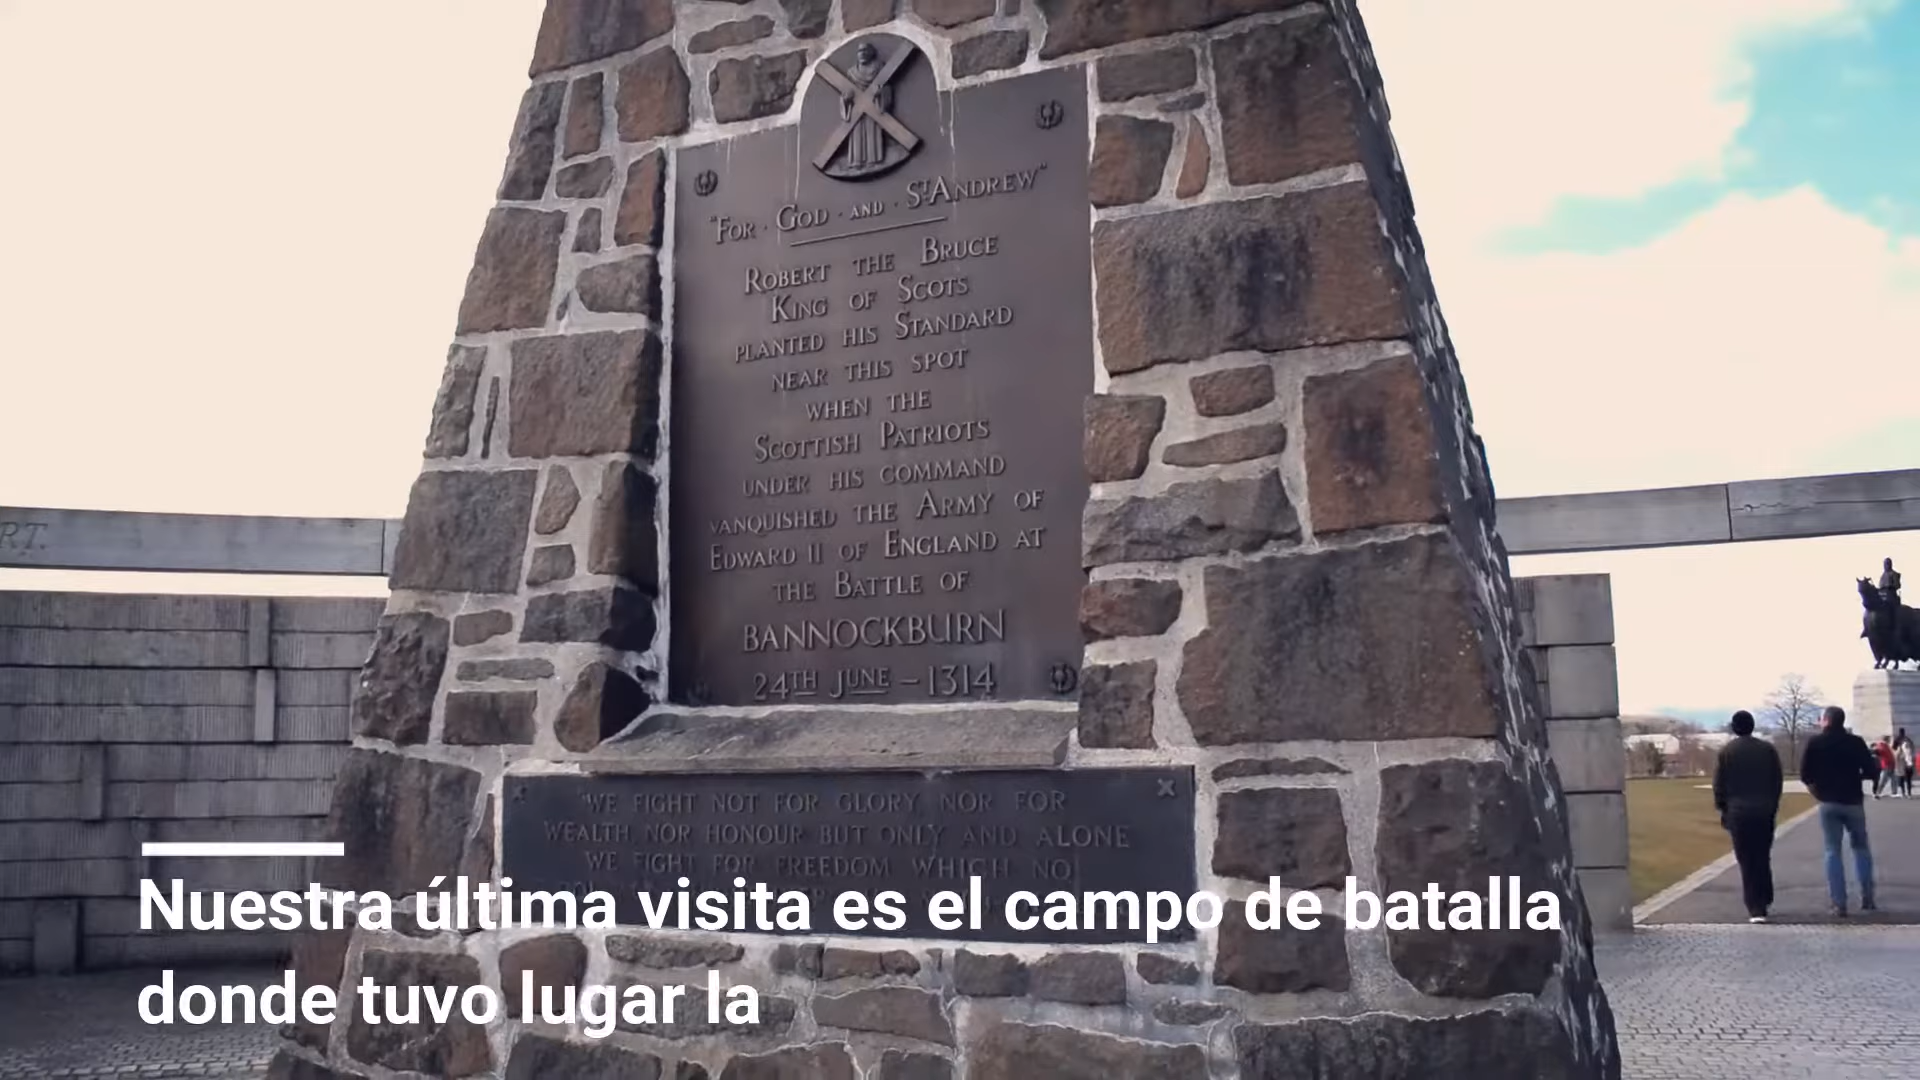 "FOR · GOD · AND · ST ANDREW"
ROBERT THE BRUCE
KING OF SCOTS
PLANTED HIS STANDARD
NEAR THIS SPOT
WHEN THE
SCOTTISH PATRIOTS
UNDER HIS COMMAND
VANQUISHED THE ARMY OF
EDWARD II OF ENGLAND AT
THE BATTLE OF
BANNOCKBURN
24TH JUNE – 1314
"WE FIGHT NOT FOR GLORY, NOR FOR
WEALTH, NOR HONOUR BUT ONLY AND ALONE
WE FIGHT FOR FREEDOM WHICH NO
RT.
Nuestra última visita es el campo de batalla
donde tuvo lugar la